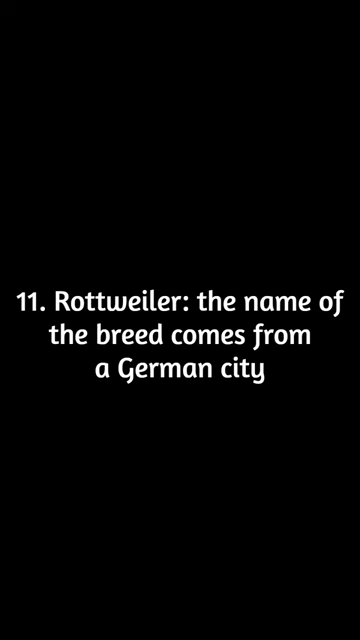 11. Rottweiler: the name of
the breed comes from
a German city